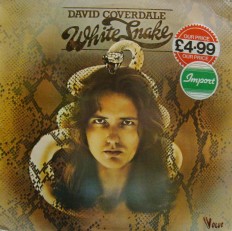 DAVID COVERDALE
White Snake
OUR PRICE
£4·99
OUR PRICE
Import